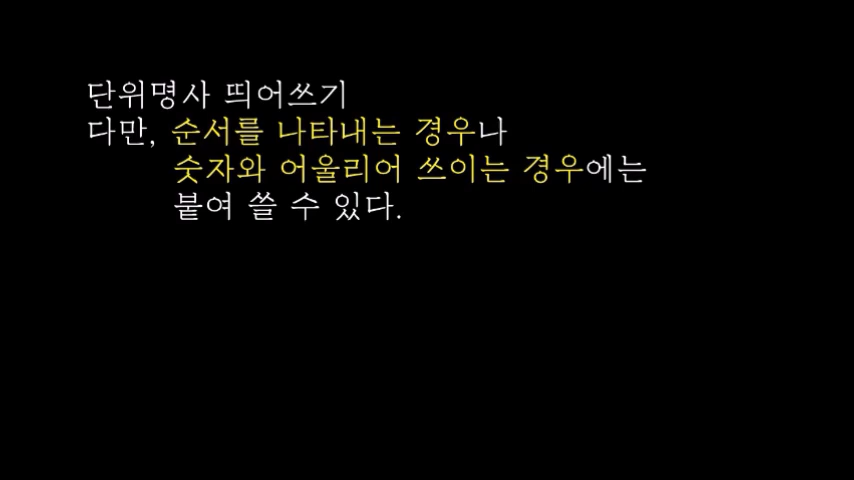 단위명사 띄어쓰기
다만, 순서를 나타내는 경우나
숫자와 어울리어 쓰이는 경우에는
붙여 쓸 수 있다.